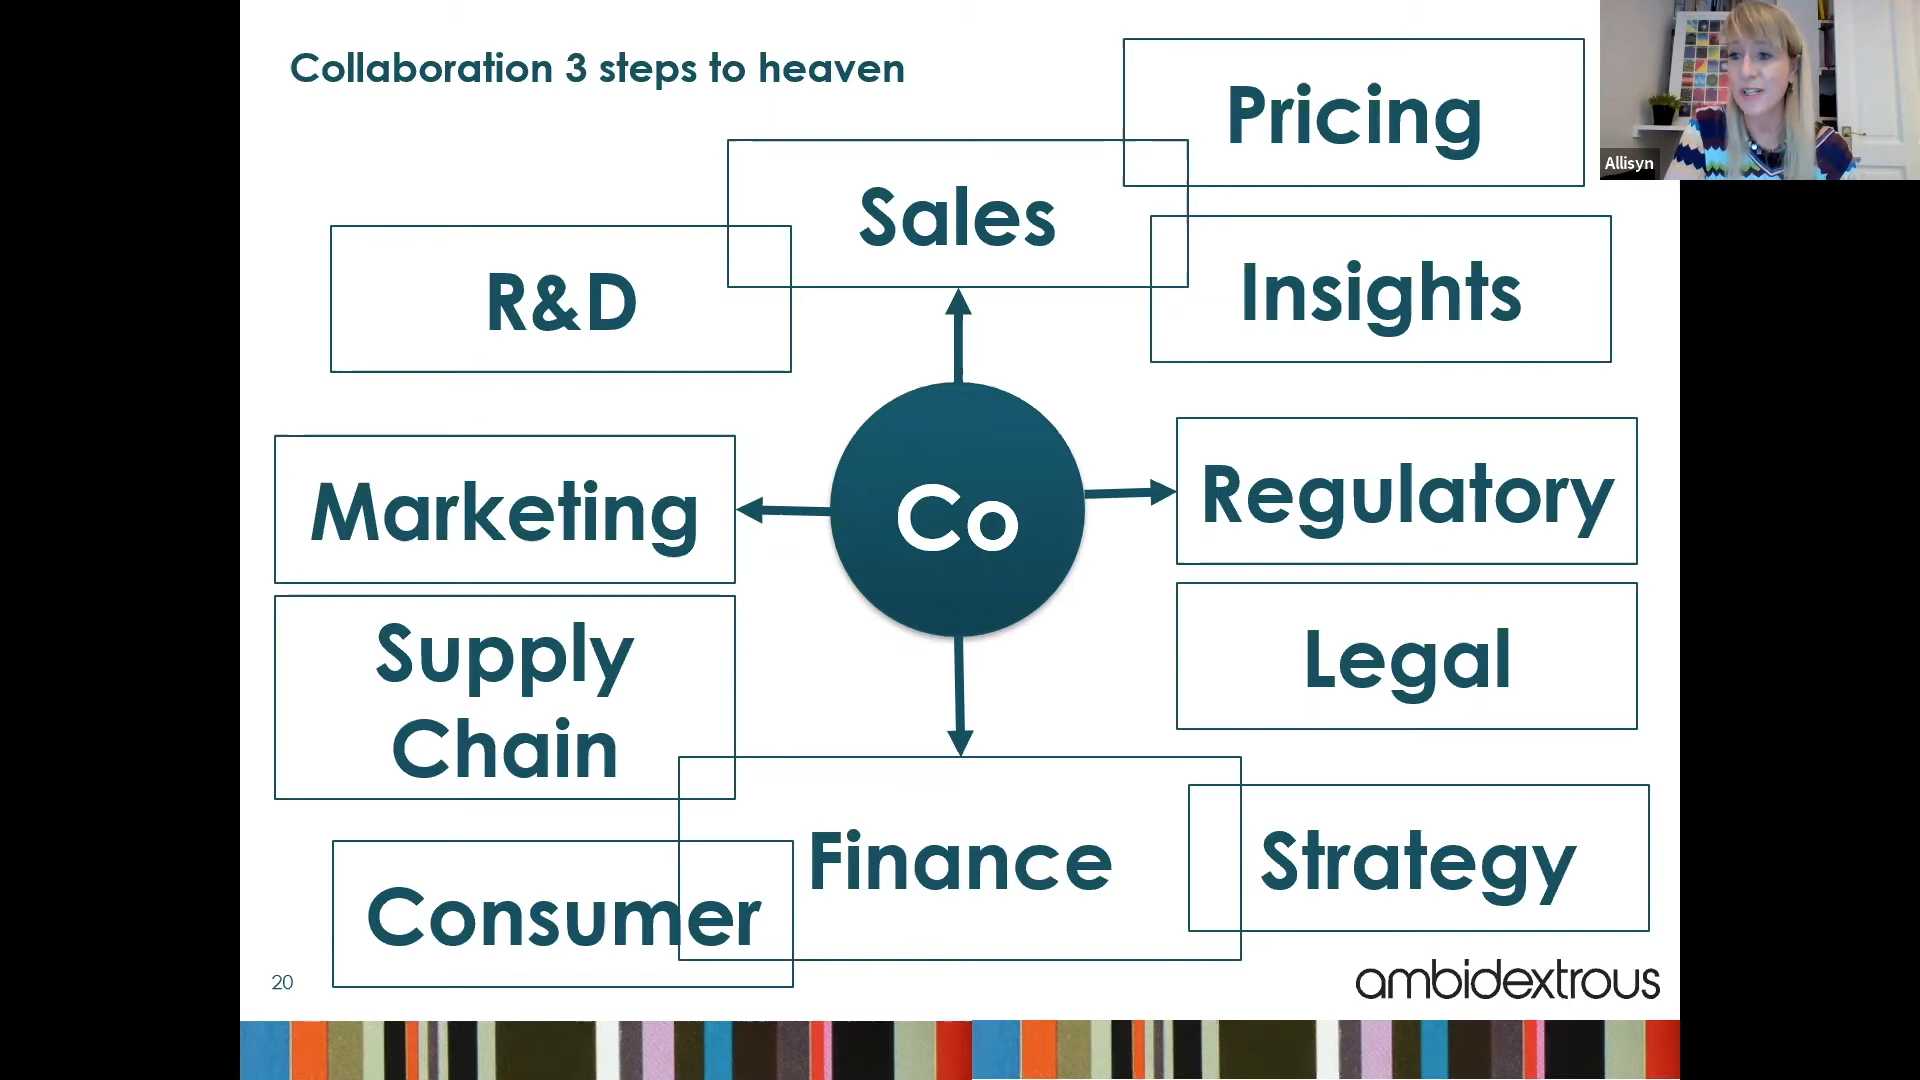 Collaboration 3 steps to heaven
Pricing
Allisyn
Sales
R&D
Insights
Marketing
Co
Regulatory
Supply
Chain
Legal
Finance
Strategy
Consumer
20
ambidextrous